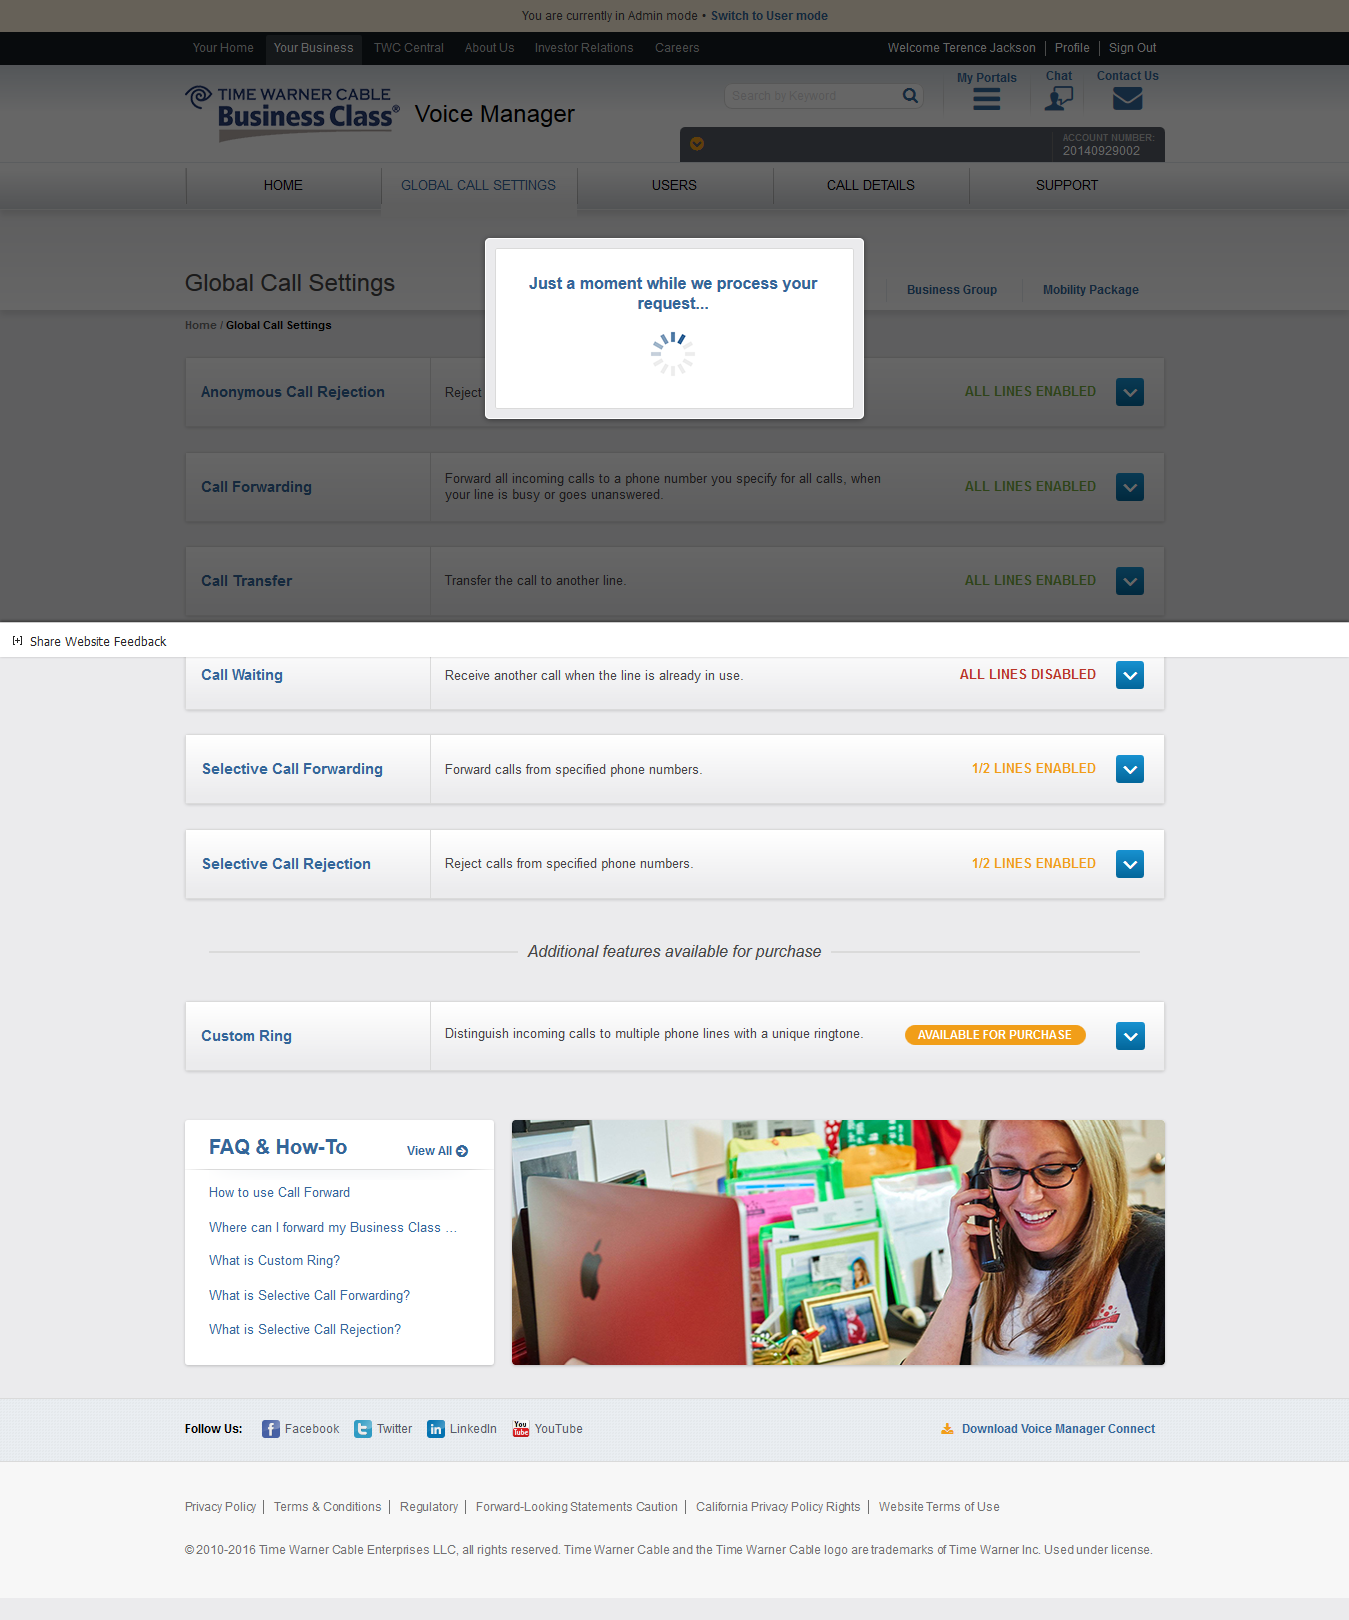 You are currently in Admin mode • Switch to User mode
Your Home Your Business TWC Central About Us Investor Relations Careers Welcome Terence Jackson Profile Sign Out
TIME WARNER CABLE
Business Class®
Voice Manager
Search by Keyword
My Portals Chat Contact Us
ACCOUNT NUMBER:
20140929002
HOME GLOBAL CALL SETTINGS USERS CALL DETAILS SUPPORT
Global Call Settings
Business Group Mobility Package
Just a moment while we process your
request...
Home / Global Call Settings
Anonymous Call Rejection Reject ALL LINES ENABLED
Call Forwarding
Forward all incoming calls to a phone number you specify for all calls, when
your line is busy or goes unanswered.
ALL LINES ENABLED
Call Transfer Transfer the call to another line. ALL LINES ENABLED
[+] Share Website Feedback
Call Waiting Receive another call when the line is already in use. ALL LINES DISABLED
Selective Call Forwarding Forward calls from specified phone numbers. 1/2 LINES ENABLED
Selective Call Rejection Reject calls from specified phone numbers. 1/2 LINES ENABLED
Additional features available for purchase
Custom Ring Distinguish incoming calls to multiple phone lines with a unique ringtone. AVAILABLE FOR PURCHASE
FAQ & How-To View All
How to use Call Forward
Where can I forward my Business Class ...
What is Custom Ring?
What is Selective Call Forwarding?
What is Selective Call Rejection?
Follow Us: Facebook Twitter LinkedIn You Tube YouTube Download Voice Manager Connect
Privacy Policy Terms & Conditions Regulatory Forward-Looking Statements Caution California Privacy Policy Rights Website Terms of Use
© 2010-2016 Time Warner Cable Enterprises LLC, all rights reserved. Time Warner Cable and the Time Warner Cable logo are trademarks of Time Warner Inc. Used under license.